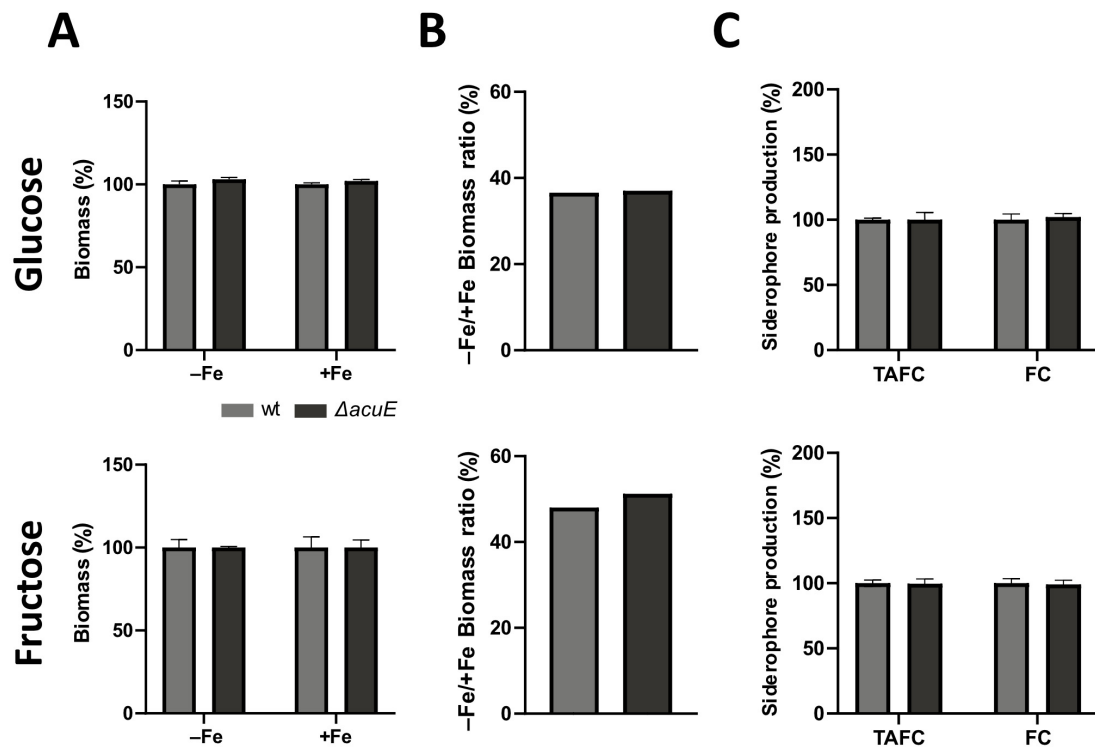 A
B
C
Glucose
Biomass (%)
150
100
50
0
–Fe
+Fe
–Fe/+Fe Biomass ratio (%)
60
40
20
0
Siderophore production (%)
200
150
100
50
0
TAFC
FC
wt
ΔacuE
Fructose
Biomass (%)
150
100
50
0
–Fe
+Fe
–Fe/+Fe Biomass ratio (%)
60
40
20
0
Siderophore production (%)
200
150
100
50
0
TAFC
FC